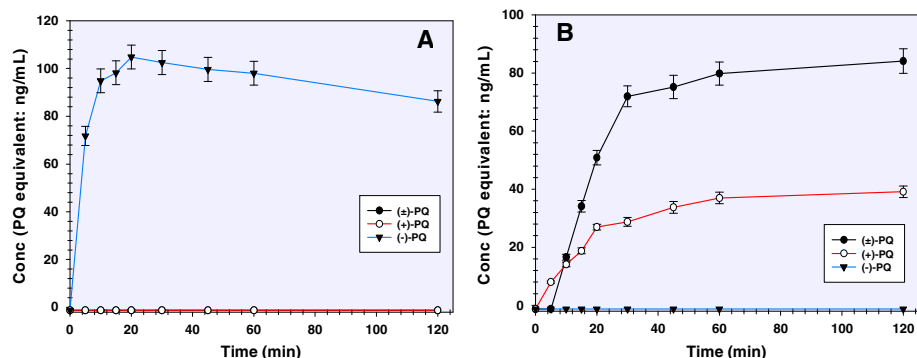 A
Conc (PQ equivalent: ng/mL)
120
100
80
60
40
20
0
(±)-PQ
(+)-PQ
(-)-PQ
0 20 40 60 80 100 120
Time (min)
B
Conc (PQ equivalent: ng/mL)
100
80
60
40
20
0
(±)-PQ
(+)-PQ
(-)-PQ
0 20 40 60 80 100 120
Time (min)